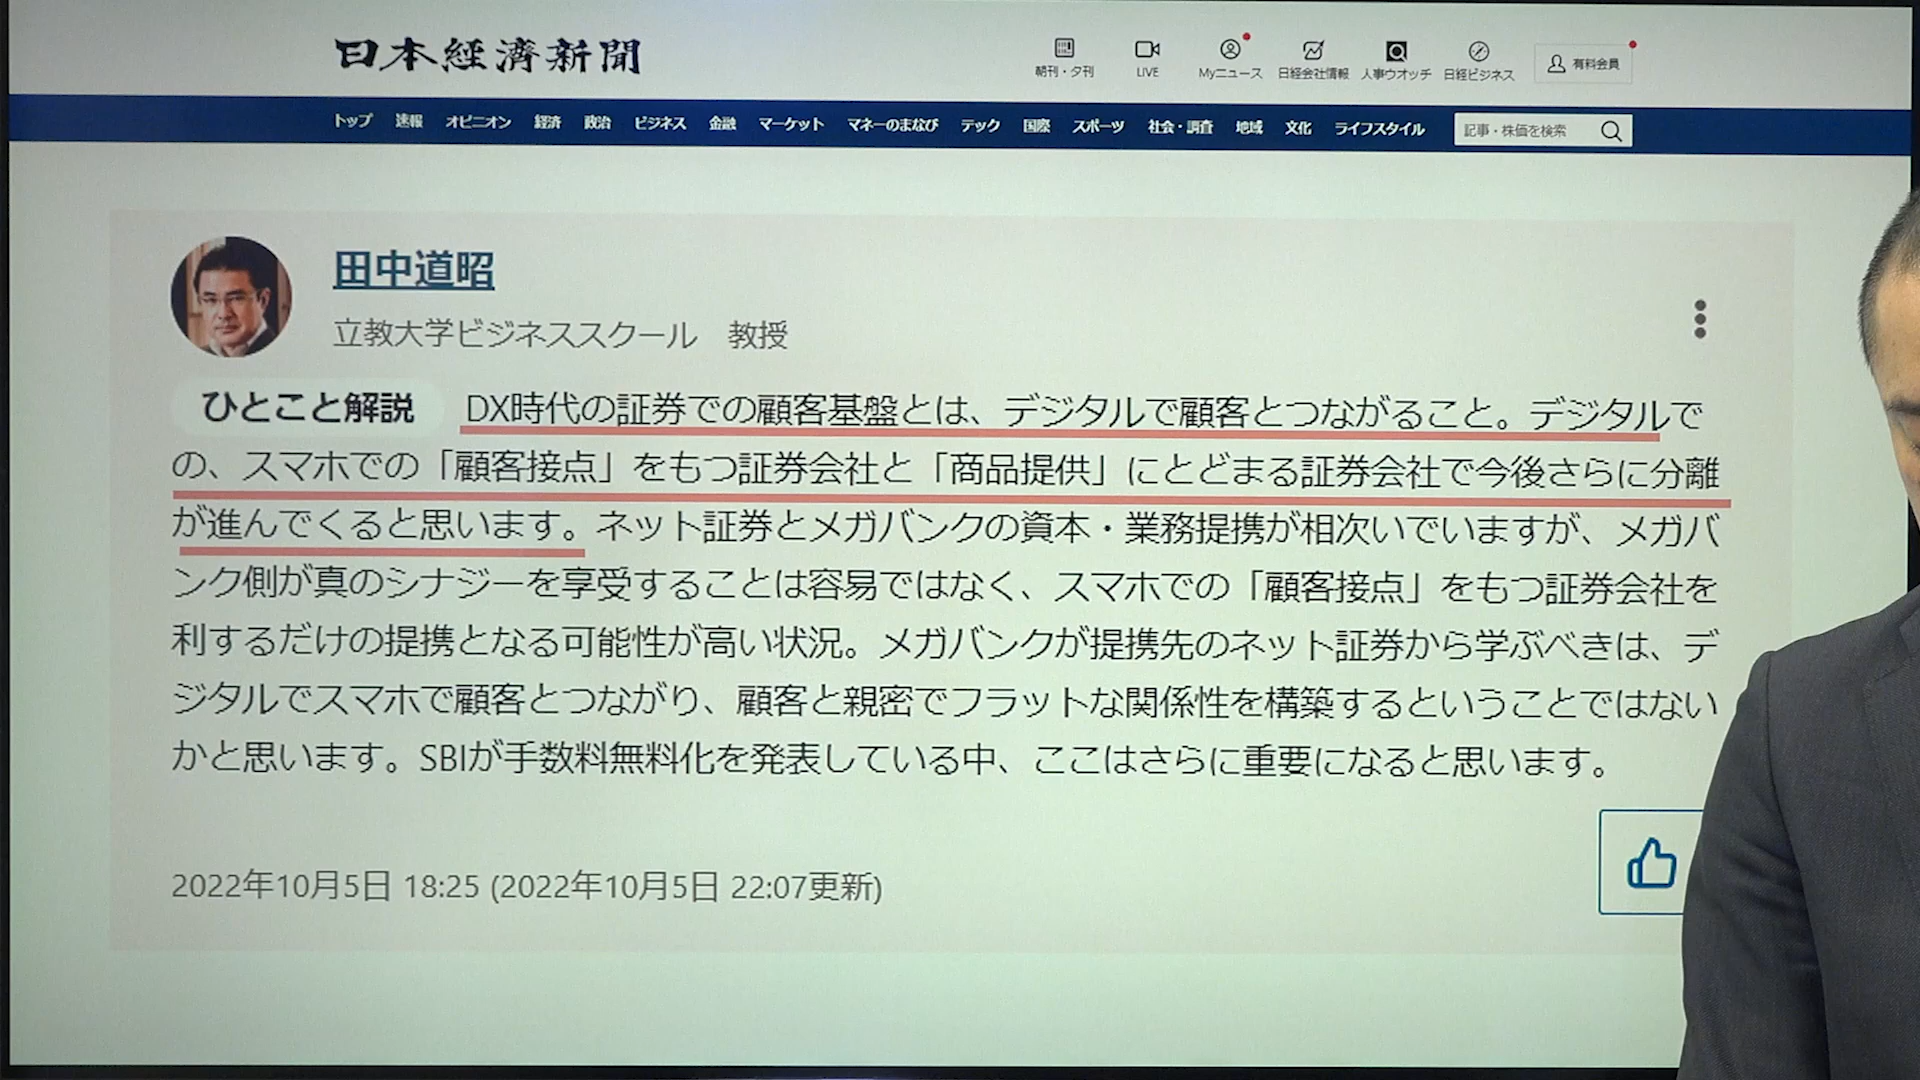 日本経済新聞
朝刊・夕刊
LIVE
Myニュース
日経会社情報
人事ウオッチ
日経ビジネス
有料会員
トップ 速報 オピニオン 経済 政治 ビジネス 金融 マーケット マネーのまなび テック 国際 スポーツ 社会・調査 地域 文化 ライフスタイル 記事・株価を検索
田中道昭
立教大学ビジネススクール 教授
ひとこと解説 DX時代の証券での顧客基盤とは、デジタルで顧客とつながること。デジタルで
の、スマホでの「顧客接点」をもつ証券会社と「商品提供」にとどまる証券会社で今後さらに分離
が進んでくると思います。ネット証券とメガバンクの資本・業務提携が相次いでいますが、メガバ
ンク側が真のシナジーを享受することは容易ではなく、スマホでの「顧客接点」をもつ証券会社を
利するだけの提携となる可能性が高い状況。メガバンクが提携先のネット証券から学ぶべきは、デ
ジタルでスマホで顧客とつながり、顧客と親密でフラットな関係性を構築するということではない
かと思います。SBIが手数料無料化を発表している中、ここはさらに重要になると思います。
2022年10月5日 18:25 (2022年10月5日 22:07更新)